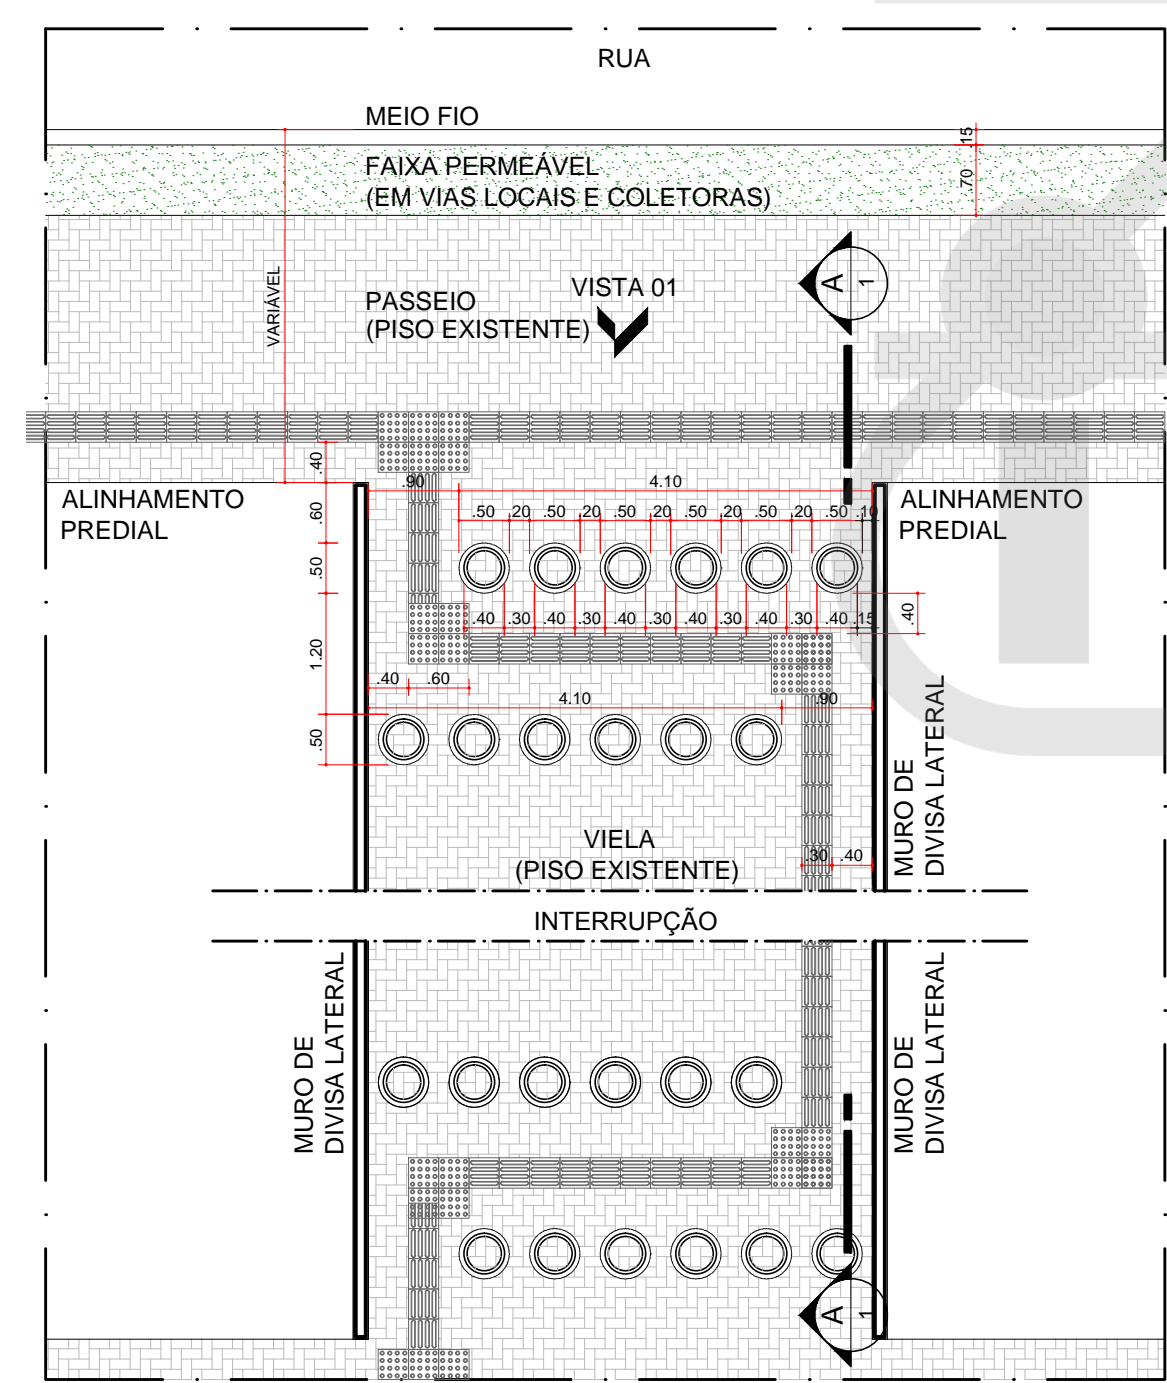 RUA
MEIO FIO
.15
FAIXA PERMEÁVEL
(EM VIAS LOCAIS E COLETORAS)
.70
VARIÁVEL
PASSEIO
(PISO EXISTENTE)
VISTA 01
A
1
.40
.90
4.10
ALINHAMENTO
PREDIAL
ALINHAMENTO
PREDIAL
.60
.50 .20 .50 .20 .50 .20 .50 .20 .50 .20 .50 .10
.50
.40 .30 .40 .30 .40 .30 .40 .30 .40 .30 .40 .15
.40
1.20
.40 .60
4.10 .90
.50
MURO DE
DIVISA LATERAL
VIELA
(PISO EXISTENTE)
.30 .40
INTERRUPÇÃO
MURO DE
DIVISA LATERAL
MURO DE
DIVISA LATERAL
A
1